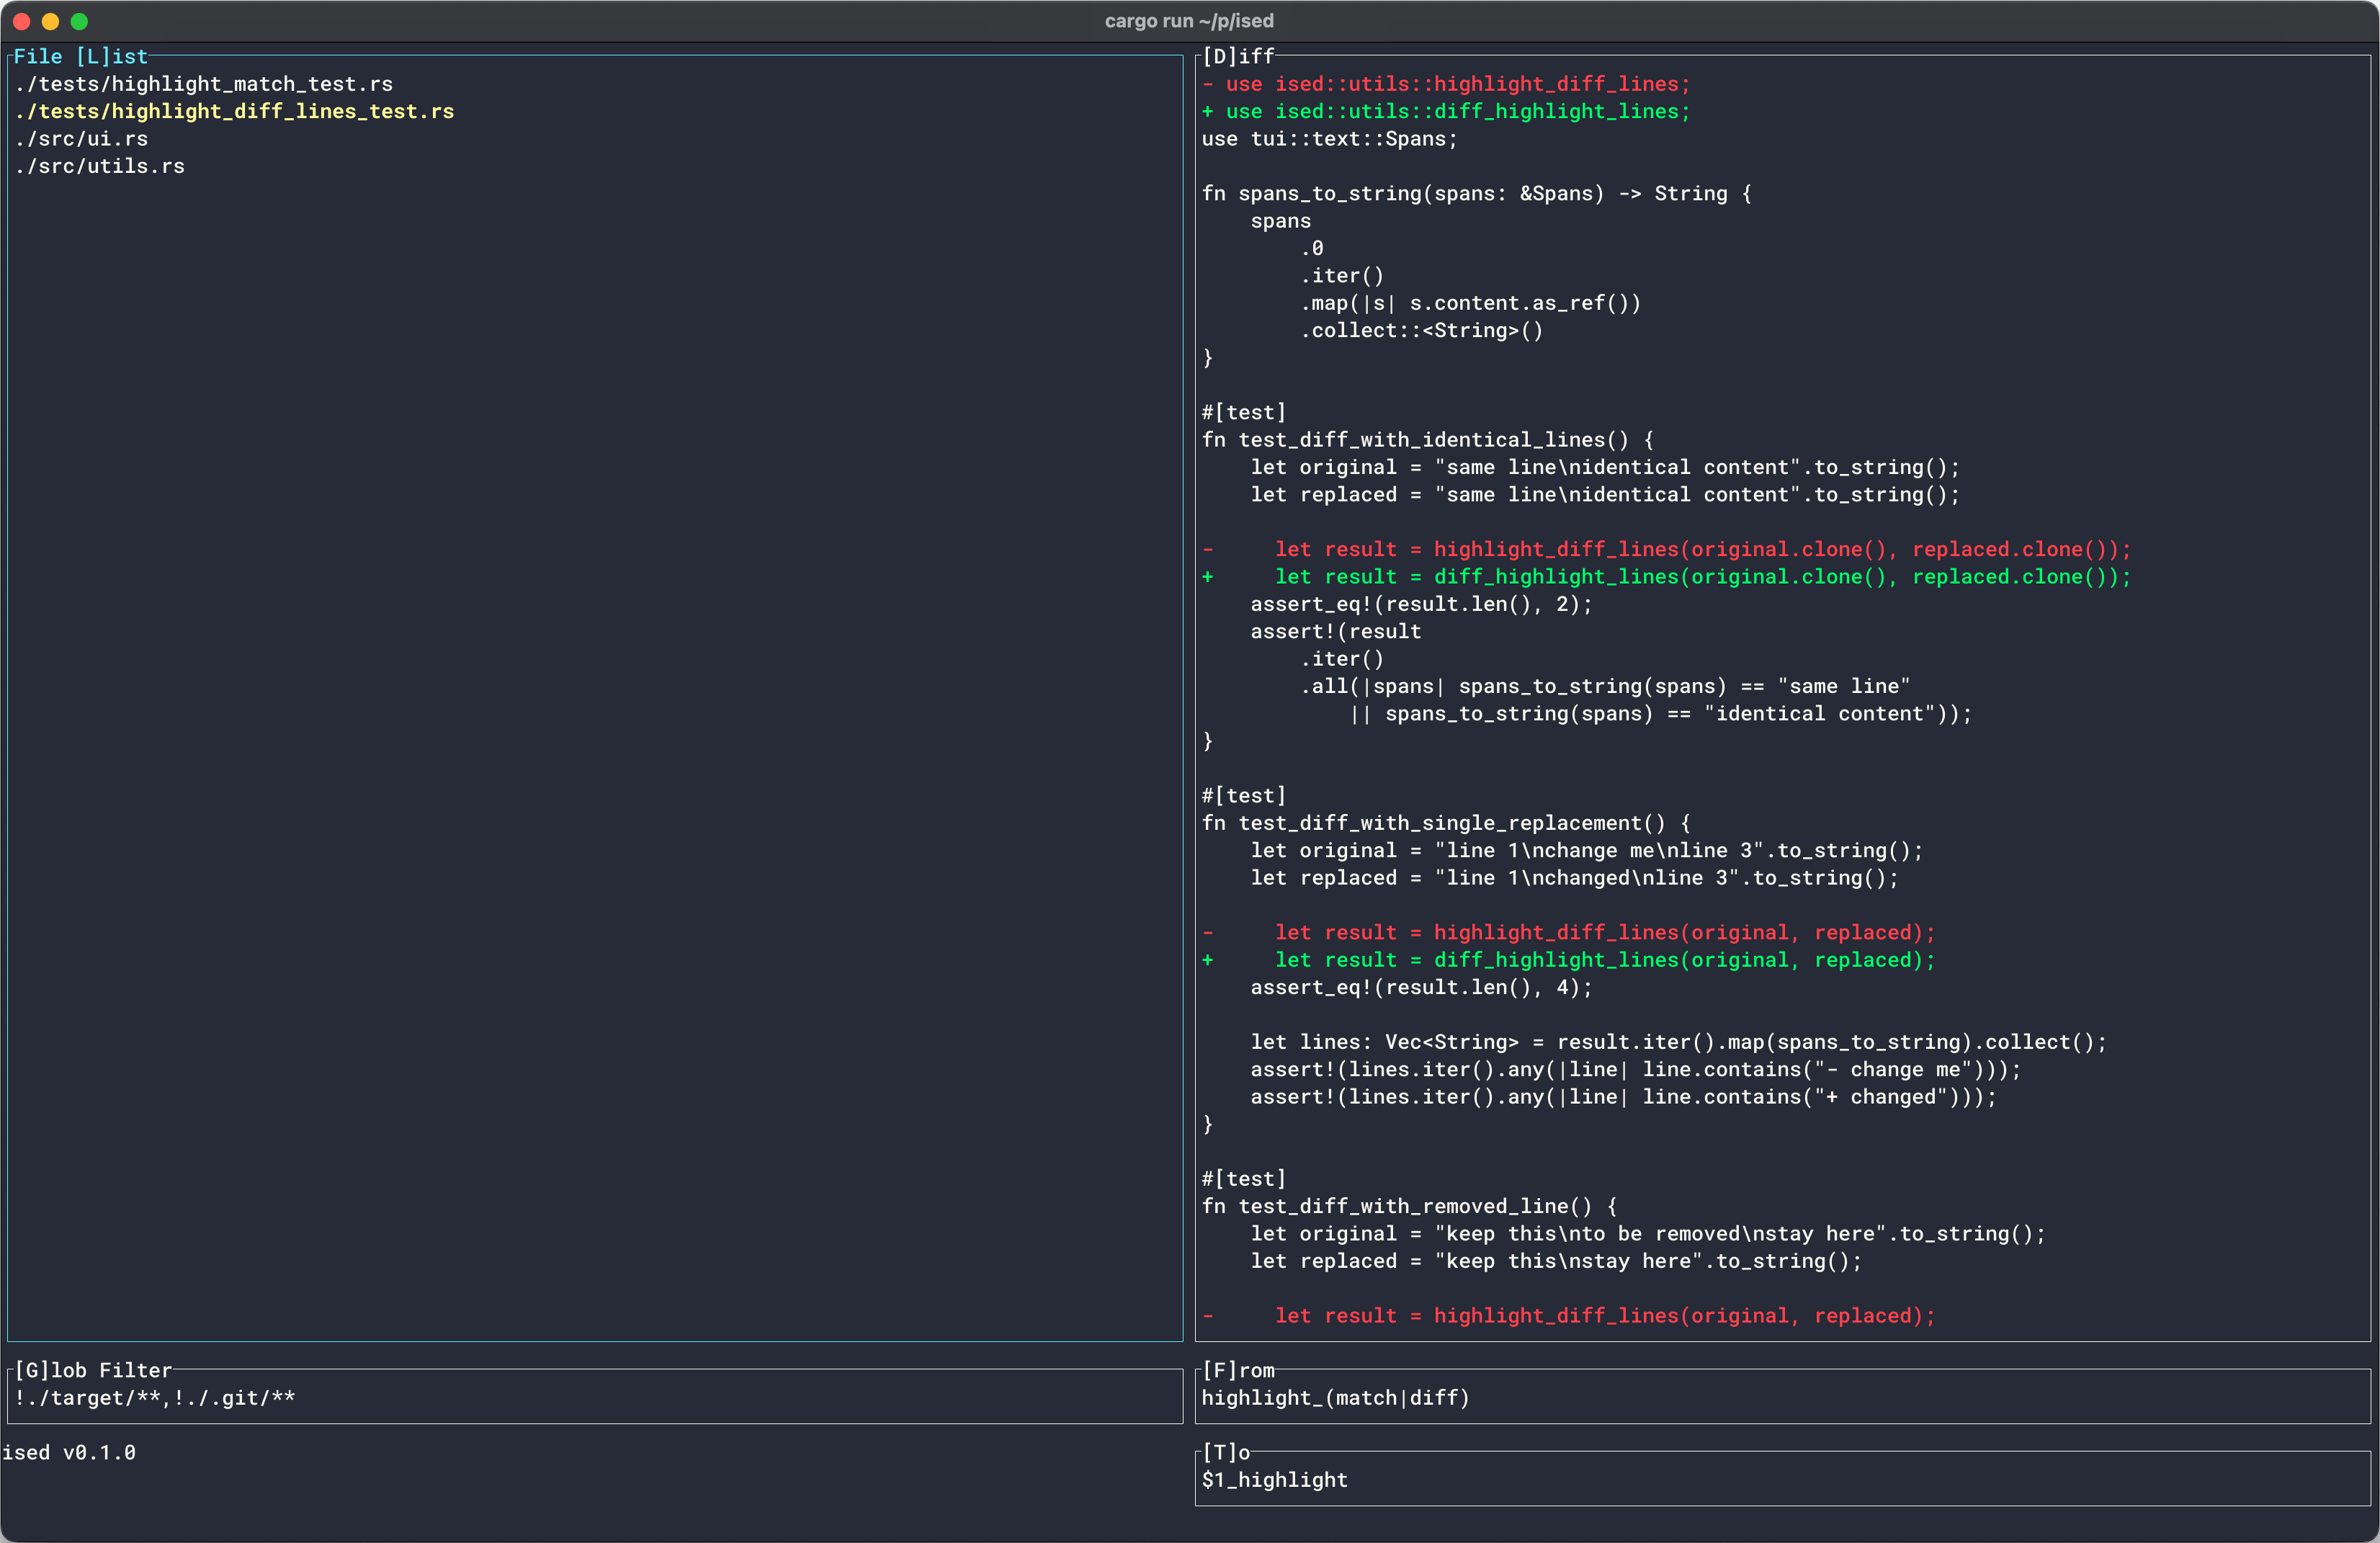 cargo run ~/p/ised
File [L]ist
./tests/highlight_match_test.rs
./tests/highlight_diff_lines_test.rs
./src/ui.rs
./src/utils.rs
[D]iff
- use ised::utils::highlight_diff_lines;
+ use ised::utils::diff_highlight_lines;
use tui::text::Spans;

fn spans_to_string(spans: &Spans) -> String {
    spans
        .0
        .iter()
        .map(|s| s.content.as_ref())
        .collect::<String>()
}

#[test]
fn test_diff_with_identical_lines() {
    let original = "same line\nidentical content".to_string();
    let replaced = "same line\nidentical content".to_string();

-     let result = highlight_diff_lines(original.clone(), replaced.clone());
+     let result = diff_highlight_lines(original.clone(), replaced.clone());
    assert_eq!(result.len(), 2);
    assert!(result
        .iter()
        .all(|spans| spans_to_string(spans) == "same line"
            || spans_to_string(spans) == "identical content"));
}

#[test]
fn test_diff_with_single_replacement() {
    let original = "line 1\nchange me\nline 3".to_string();
    let replaced = "line 1\nchanged\nline 3".to_string();

-     let result = highlight_diff_lines(original, replaced);
+     let result = diff_highlight_lines(original, replaced);
    assert_eq!(result.len(), 4);

    let lines: Vec<String> = result.iter().map(spans_to_string).collect();
    assert!(lines.iter().any(|line| line.contains("- change me")));
    assert!(lines.iter().any(|line| line.contains("+ changed")));
}

#[test]
fn test_diff_with_removed_line() {
    let original = "keep this\nto be removed\nstay here".to_string();
    let replaced = "keep this\nstay here".to_string();

-     let result = highlight_diff_lines(original, replaced);
[G]lob Filter
!./target/**,!./.git/**
[F]rom
highlight_(match|diff)
ised v0.1.0
[T]o
$1_highlight